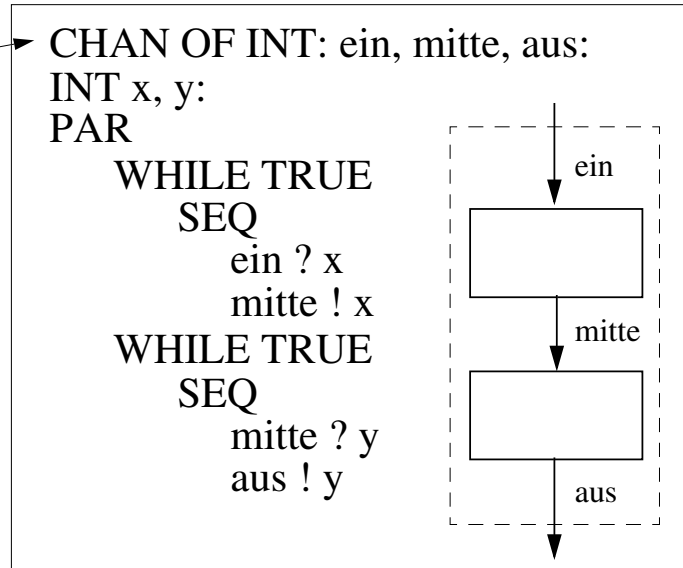 CHAN OF INT: ein, mitte, aus:
INT x, y:
PAR
WHILE TRUE
SEQ
ein ? x
mitte ! x
WHILE TRUE
SEQ
mitte ? y
aus ! y
ein
mitte
aus